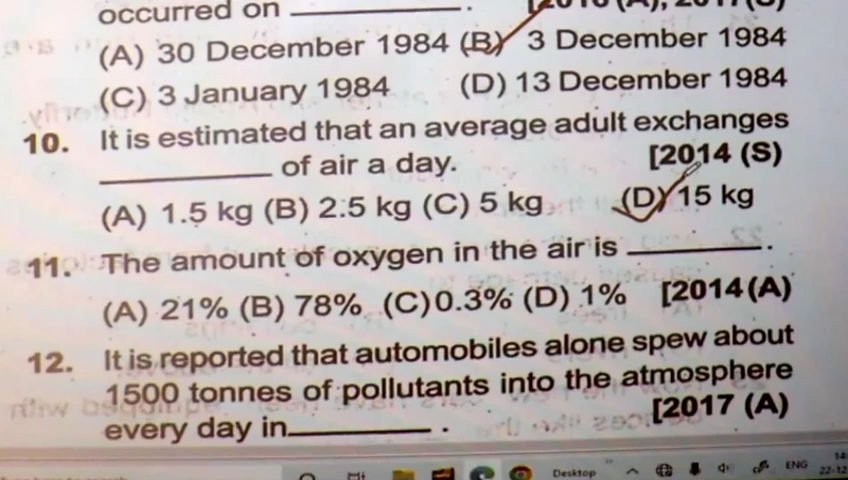 occurred on ________.
(A) 30 December 1984 (B) 3 December 1984
(C) 3 January 1984 (D) 13 December 1984
10. It is estimated that an average adult exchanges
________ of air a day. [2014 (S)
(A) 1.5 kg (B) 2.5 kg (C) 5 kg (D) 15 kg
11. The amount of oxygen in the air is ________.
(A) 21% (B) 78% (C) 0.3% (D) 1% [2014 (A)
12. It is reported that automobiles alone spew about
1500 tonnes of pollutants into the atmosphere
every day in ________. [2017 (A)
Desktop ENG